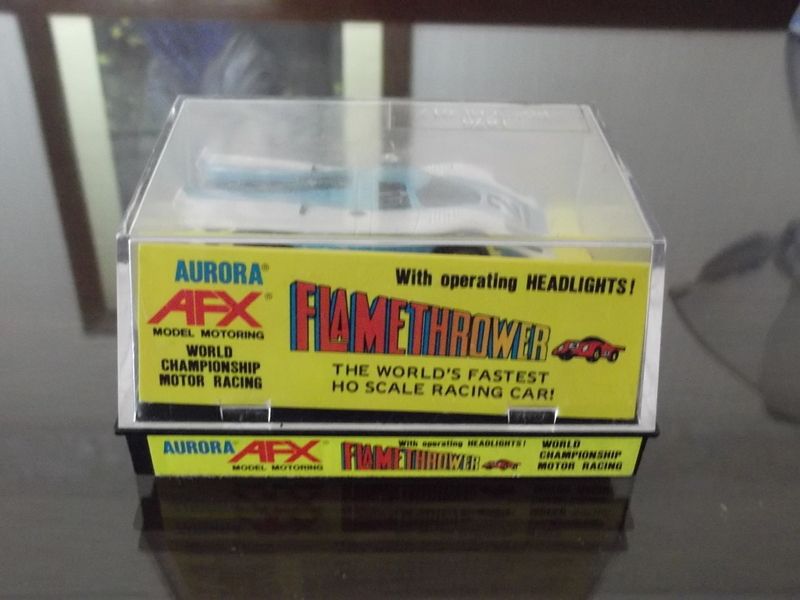 AURORA®
AFX®
MODEL MOTORING
WORLD
CHAMPIONSHIP
MOTOR RACING
With operating HEADLIGHTS!
FLAMETHROWER
THE WORLD'S FASTEST
HO SCALE RACING CAR!
AURORA® AFX®
MODEL MOTORING
With operating HEADLIGHTS!
FLAMETHROWER
WORLD
CHAMPIONSHIP
MOTOR RACING